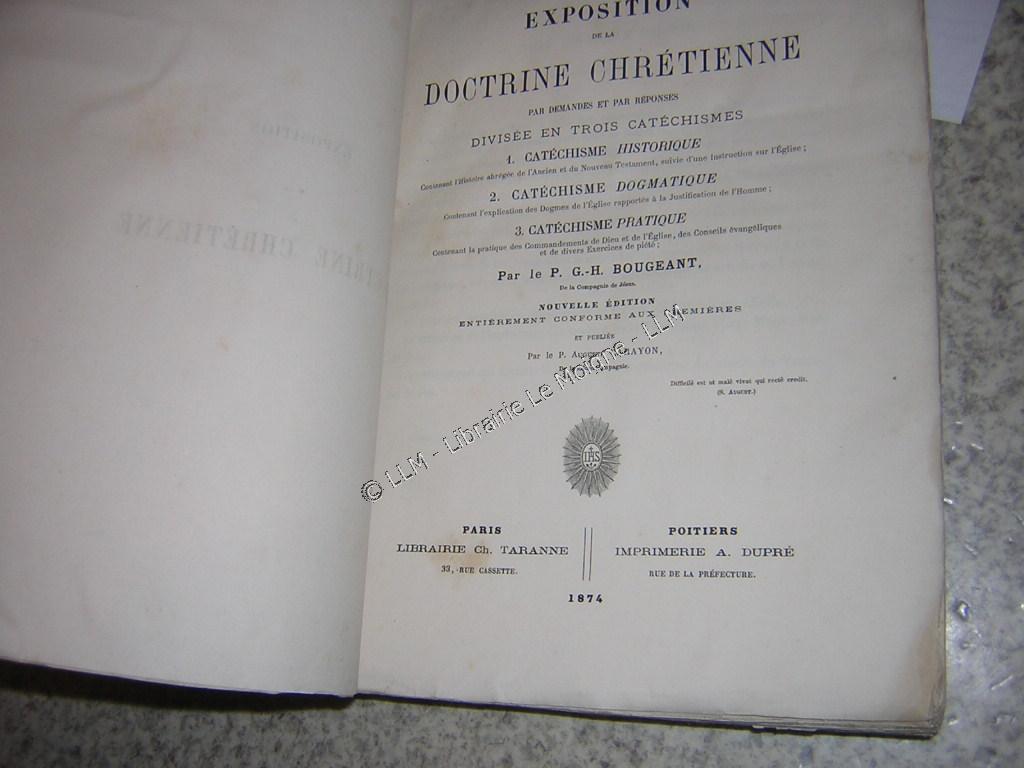 EXPOSITION
DE LA
DOCTRINE CHRÉTIENNE
PAR DEMANDES ET PAR RÉPONSES
DIVISÉE EN TROIS CATÉCHISMES
1. CATÉCHISME HISTORIQUE
Contenant l'Histoire abrégée de l'Ancien et du Nouveau Testament, suivie d'une Instruction sur l'Église;
2. CATÉCHISME DOGMATIQUE
Contenant l'explication des Dogmes de l'Église rapportés à la Justification de l'Homme;
3. CATÉCHISME PRATIQUE
Contenant la pratique des Commandements de Dieu et de l'Église, des Conseils évangéliques
et de divers Exercices de piété;
Par le P. G.-H. BOUGEANT,
De la Compagnie de Jésus.
NOUVELLE ÉDITION
ENTIÈREMENT CONFORME AUX
ET PUBLIÉE
Par le P.
Compagnie.
Difficilè est ut malè vivat qui rectè credit.
(S. AUGUST.)
© LLM - Librairie Le Moigne - LLM
IHS
PARIS
LIBRAIRIE Ch. TARANNE
33, RUE CASSETTE.
POITIERS
IMPRIMERIE A. DUPRÉ
RUE DE LA PRÉFECTURE.
1874
EXPOSITION
CHRÉTIENNE